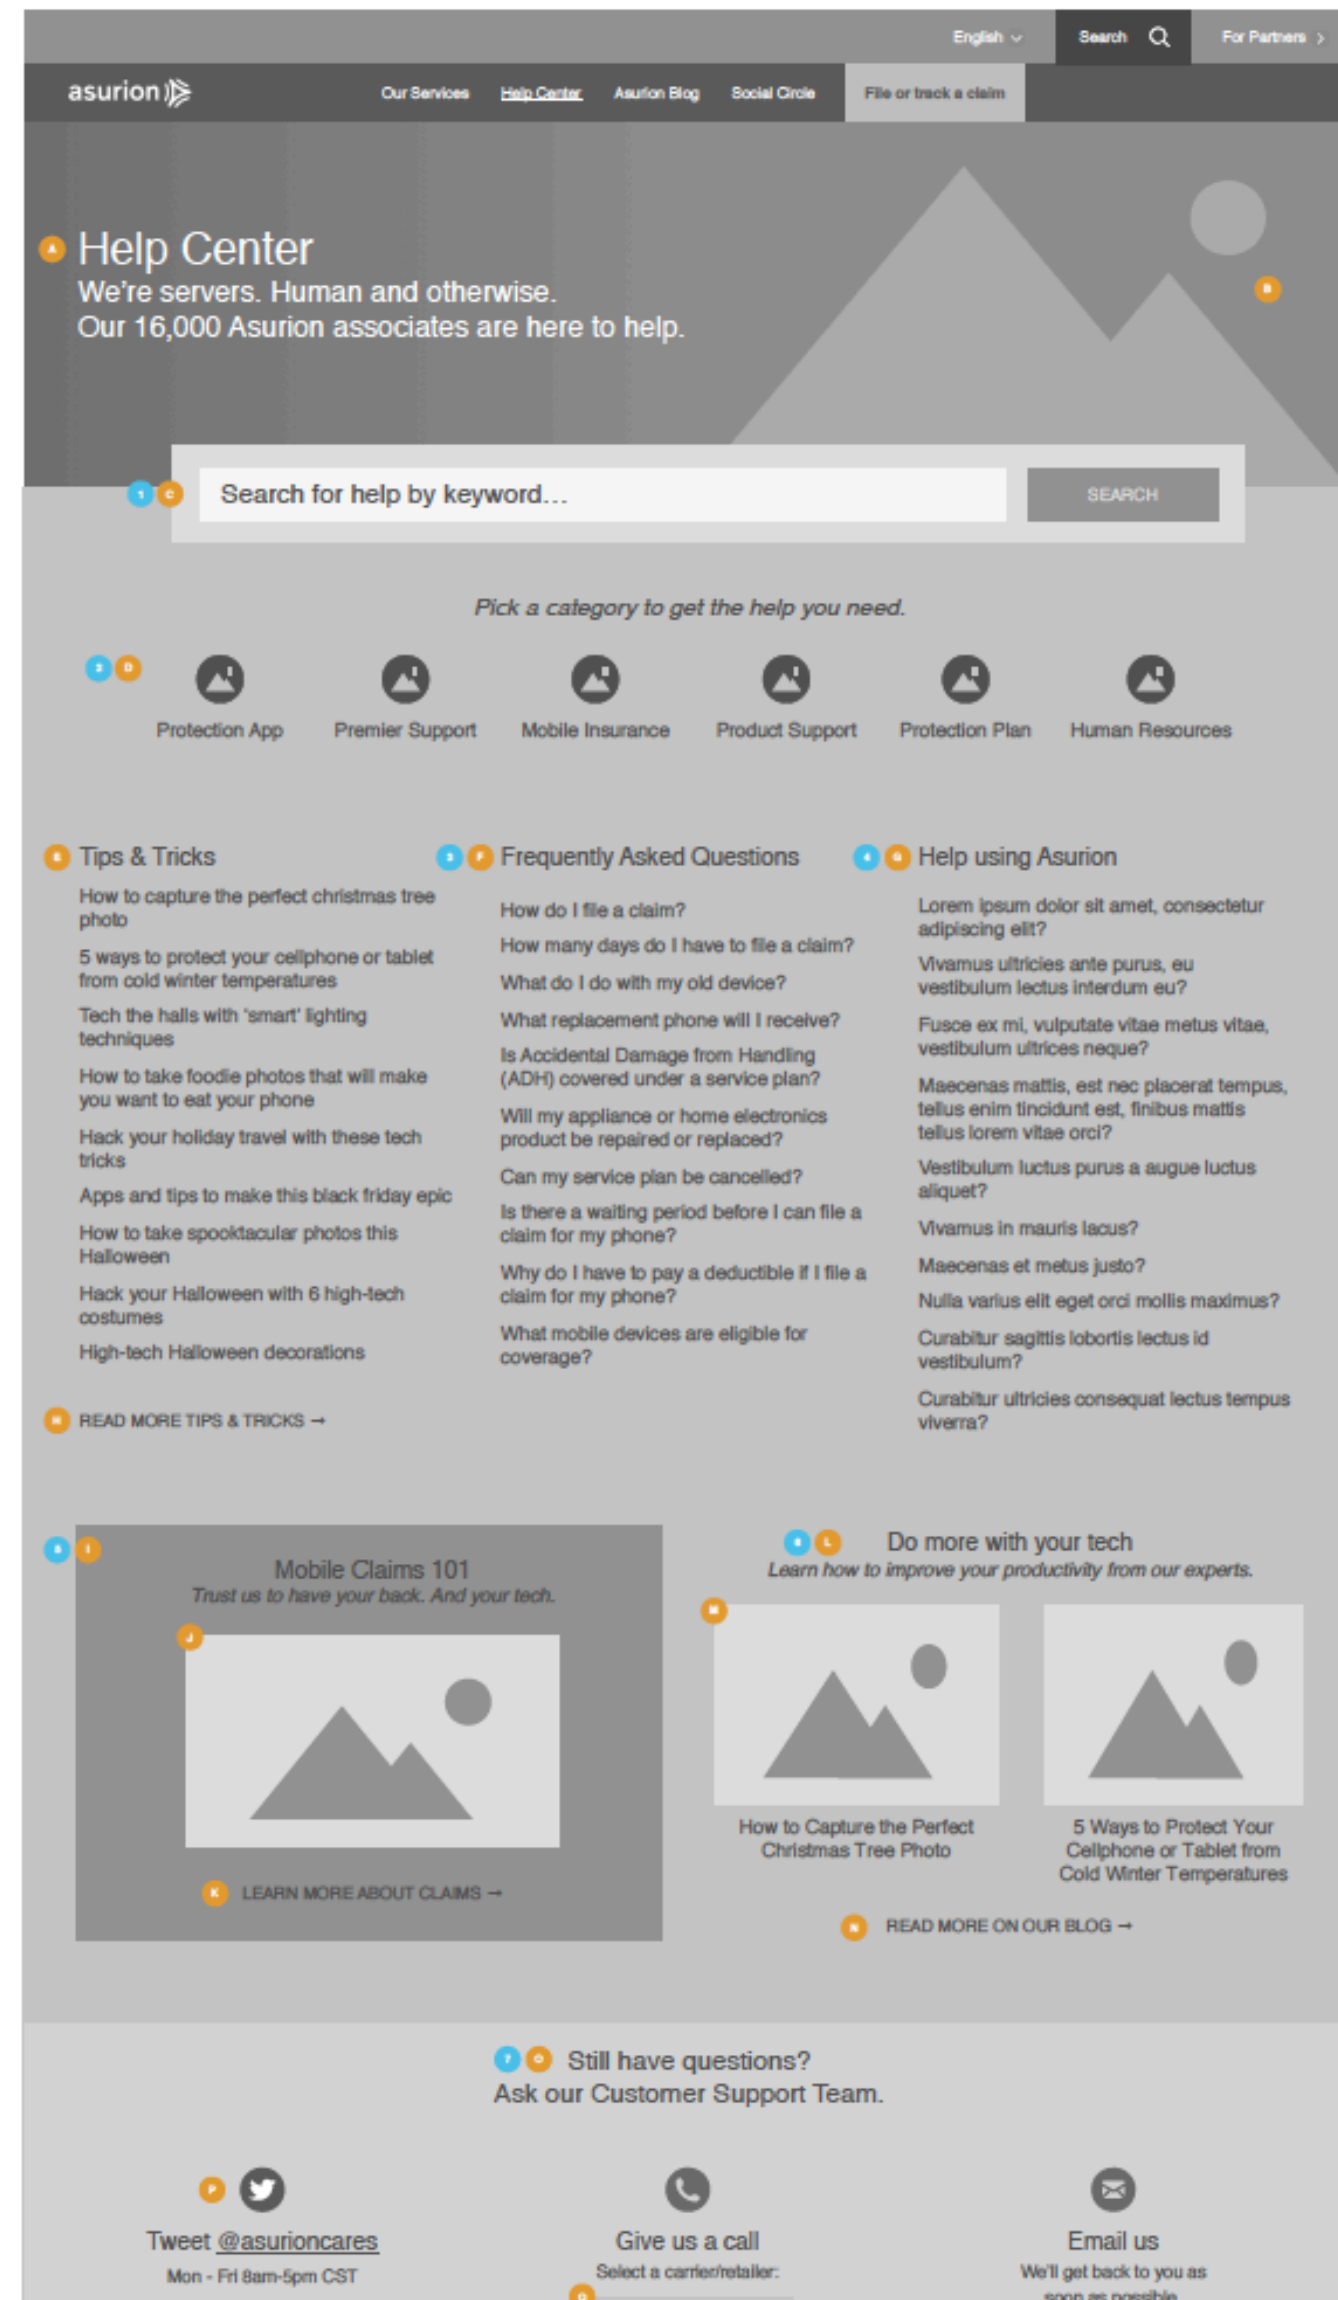 English
Search
For Partners
asurion
Our Services
Help Center
Asurion Blog
Social Circle
File or track a claim
A
Help Center
We're servers. Human and otherwise.
Our 16,000 Asurion associates are here to help.
B
1 C
Search for help by keyword...
SEARCH
Pick a category to get the help you need.
2 D
Protection App
Premier Support
Mobile Insurance
Product Support
Protection Plan
Human Resources
E Tips & Tricks
How to capture the perfect christmas tree
photo
5 ways to protect your cellphone or tablet
from cold winter temperatures
Tech the halls with 'smart' lighting
techniques
How to take foodie photos that will make
you want to eat your phone
Hack your holiday travel with these tech
tricks
Apps and tips to make this black friday epic
How to take spooktacular photos this
Halloween
Hack your Halloween with 6 high-tech
costumes
High-tech Halloween decorations
H READ MORE TIPS & TRICKS →
3 F Frequently Asked Questions
How do I file a claim?
How many days do I have to file a claim?
What do I do with my old device?
What replacement phone will I receive?
Is Accidental Damage from Handling
(ADH) covered under a service plan?
Will my appliance or home electronics
product be repaired or replaced?
Can my service plan be cancelled?
Is there a waiting period before I can file a
claim for my phone?
Why do I have to pay a deductible if I file a
claim for my phone?
What mobile devices are eligible for
coverage?
4 G Help using Asurion
Lorem ipsum dolor sit amet, consectetur
adipiscing elit?
Vivamus ultricies ante purus, eu
vestibulum lectus interdum eu?
Fusce ex mi, vulputate vitae metus vitae,
vestibulum ultrices neque?
Maecenas mattis, est nec placerat tempus,
tellus enim tincidunt est, finibus mattis
tellus lorem vitae orci?
Vestibulum luctus purus a augue luctus
aliquet?
Vivamus in mauris lacus?
Maecenas et metus justo?
Nulla varius elit eget orci mollis maximus?
Curabitur sagittis lobortis lectus id
vestibulum?
Curabitur ultricies consequat lectus tempus
viverra?
5 I
Mobile Claims 101
Trust us to have your back. And your tech.
J
K LEARN MORE ABOUT CLAIMS →
6 L Do more with your tech
Learn how to improve your productivity from our experts.
M
How to Capture the Perfect
Christmas Tree Photo
5 Ways to Protect Your
Cellphone or Tablet from
Cold Winter Temperatures
N READ MORE ON OUR BLOG →
7 O Still have questions?
Ask our Customer Support Team.
P
Tweet @asurioncares
Mon - Fri 8am-5pm CST
Give us a call
Select a carrier/retailer:
Q
Email us
We'll get back to you as
soon as possible